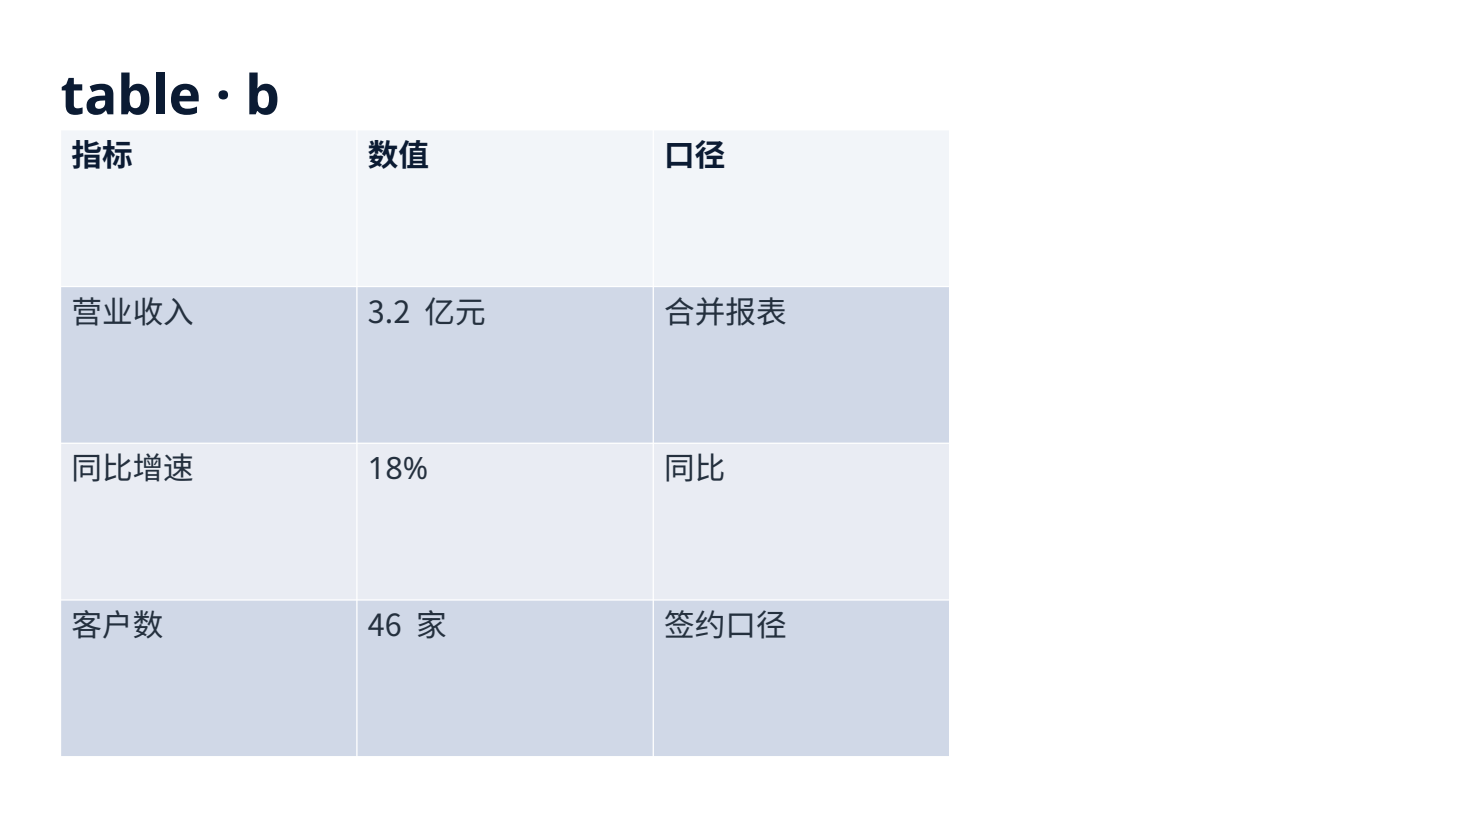 table · b
指标 数值 口径
营业收入 3.2 亿元 合并报表
同比增速 18% 同比
客户数 46 家 签约口径